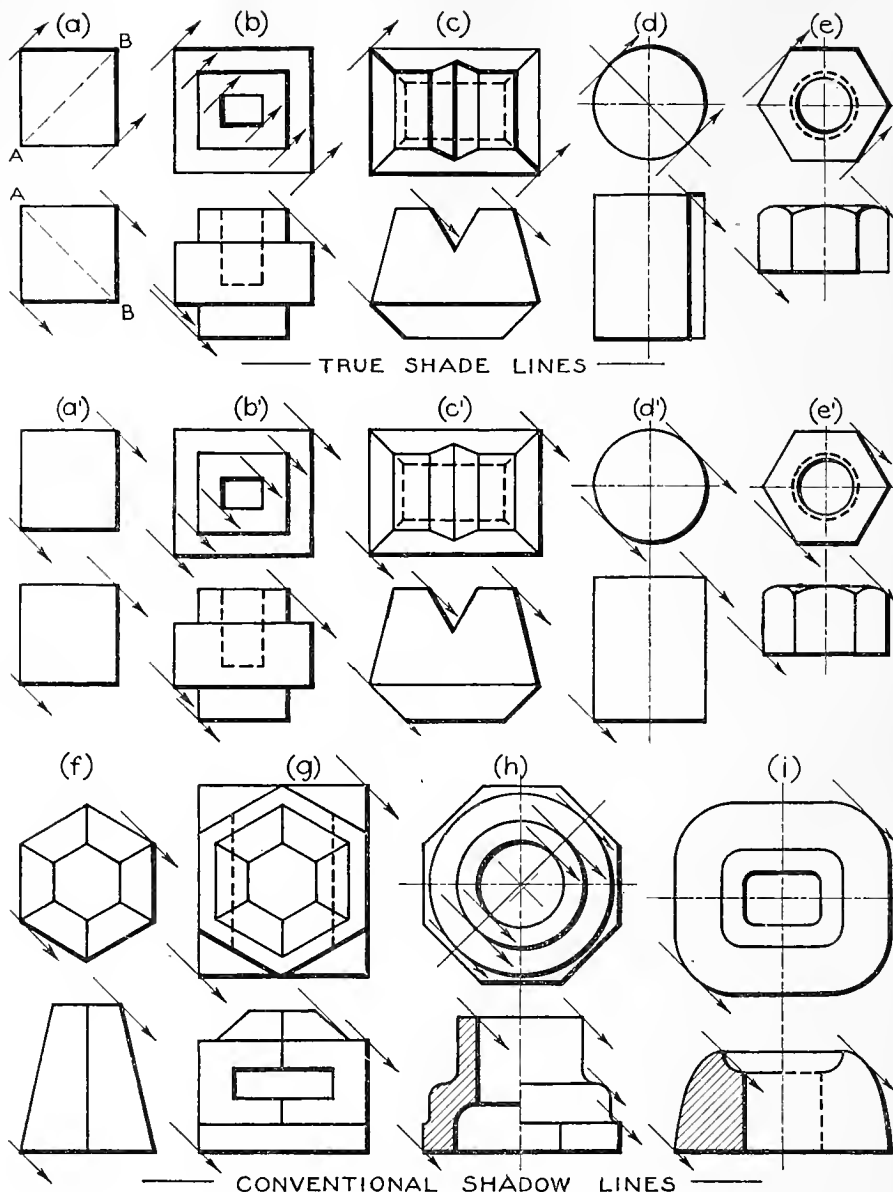 (a) (b) (c) (d) (e)
B
A
A
B
TRUE SHADE LINES
(a') (b') (c') (d') (e')
(f) (g) (h) (i)
CONVENTIONAL SHADOW LINES